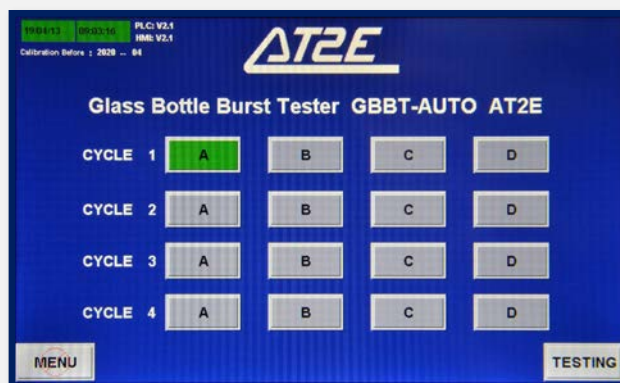 19/04/13 09:03:16 PLC: V2.1
HMI: V2.1
Calibration Before : 2020 -- 04
AT2E
Glass Bottle Burst Tester GBBT-AUTO AT2E
CYCLE 1 A B C D
CYCLE 2 A B C D
CYCLE 3 A B C D
CYCLE 4 A B C D
MENU TESTING